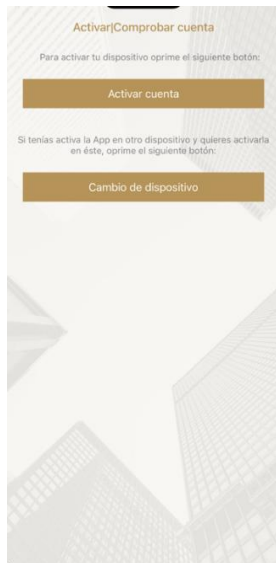 Activar|Comprobar cuenta
Para activar tu dispositivo oprime el siguiente botón:
Activar cuenta
Si tenías activa la App en otro dispositivo y quieres activarla
en éste, oprime el siguiente botón:
Cambio de dispositivo